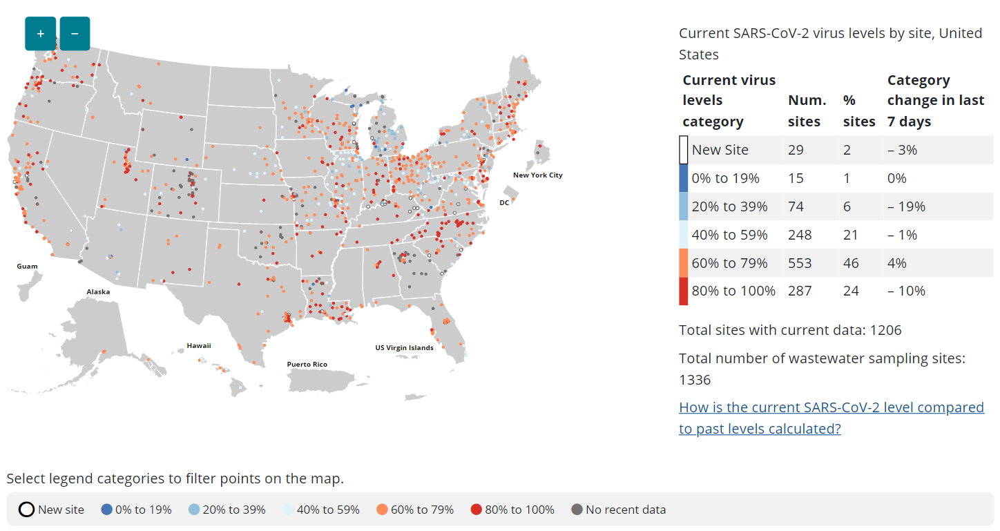 + −
Current SARS-CoV-2 virus levels by site, United
States
Current virus
levels
category
Num.
sites
%
sites
Category
change in last
7 days
New Site 29 2 – 3%
0% to 19% 15 1 0%
20% to 39% 74 6 – 19%
40% to 59% 248 21 – 1%
60% to 79% 553 46 4%
80% to 100% 287 24 – 10%
Total sites with current data: 1206
Total number of wastewater sampling sites:
1336
How is the current SARS-CoV-2 level compared
to past levels calculated?
New York City
DC
Guam
Alaska
Hawaii
US Virgin Islands
Puerto Rico
Select legend categories to filter points on the map.
New site 0% to 19% 20% to 39% 40% to 59% 60% to 79% 80% to 100% No recent data